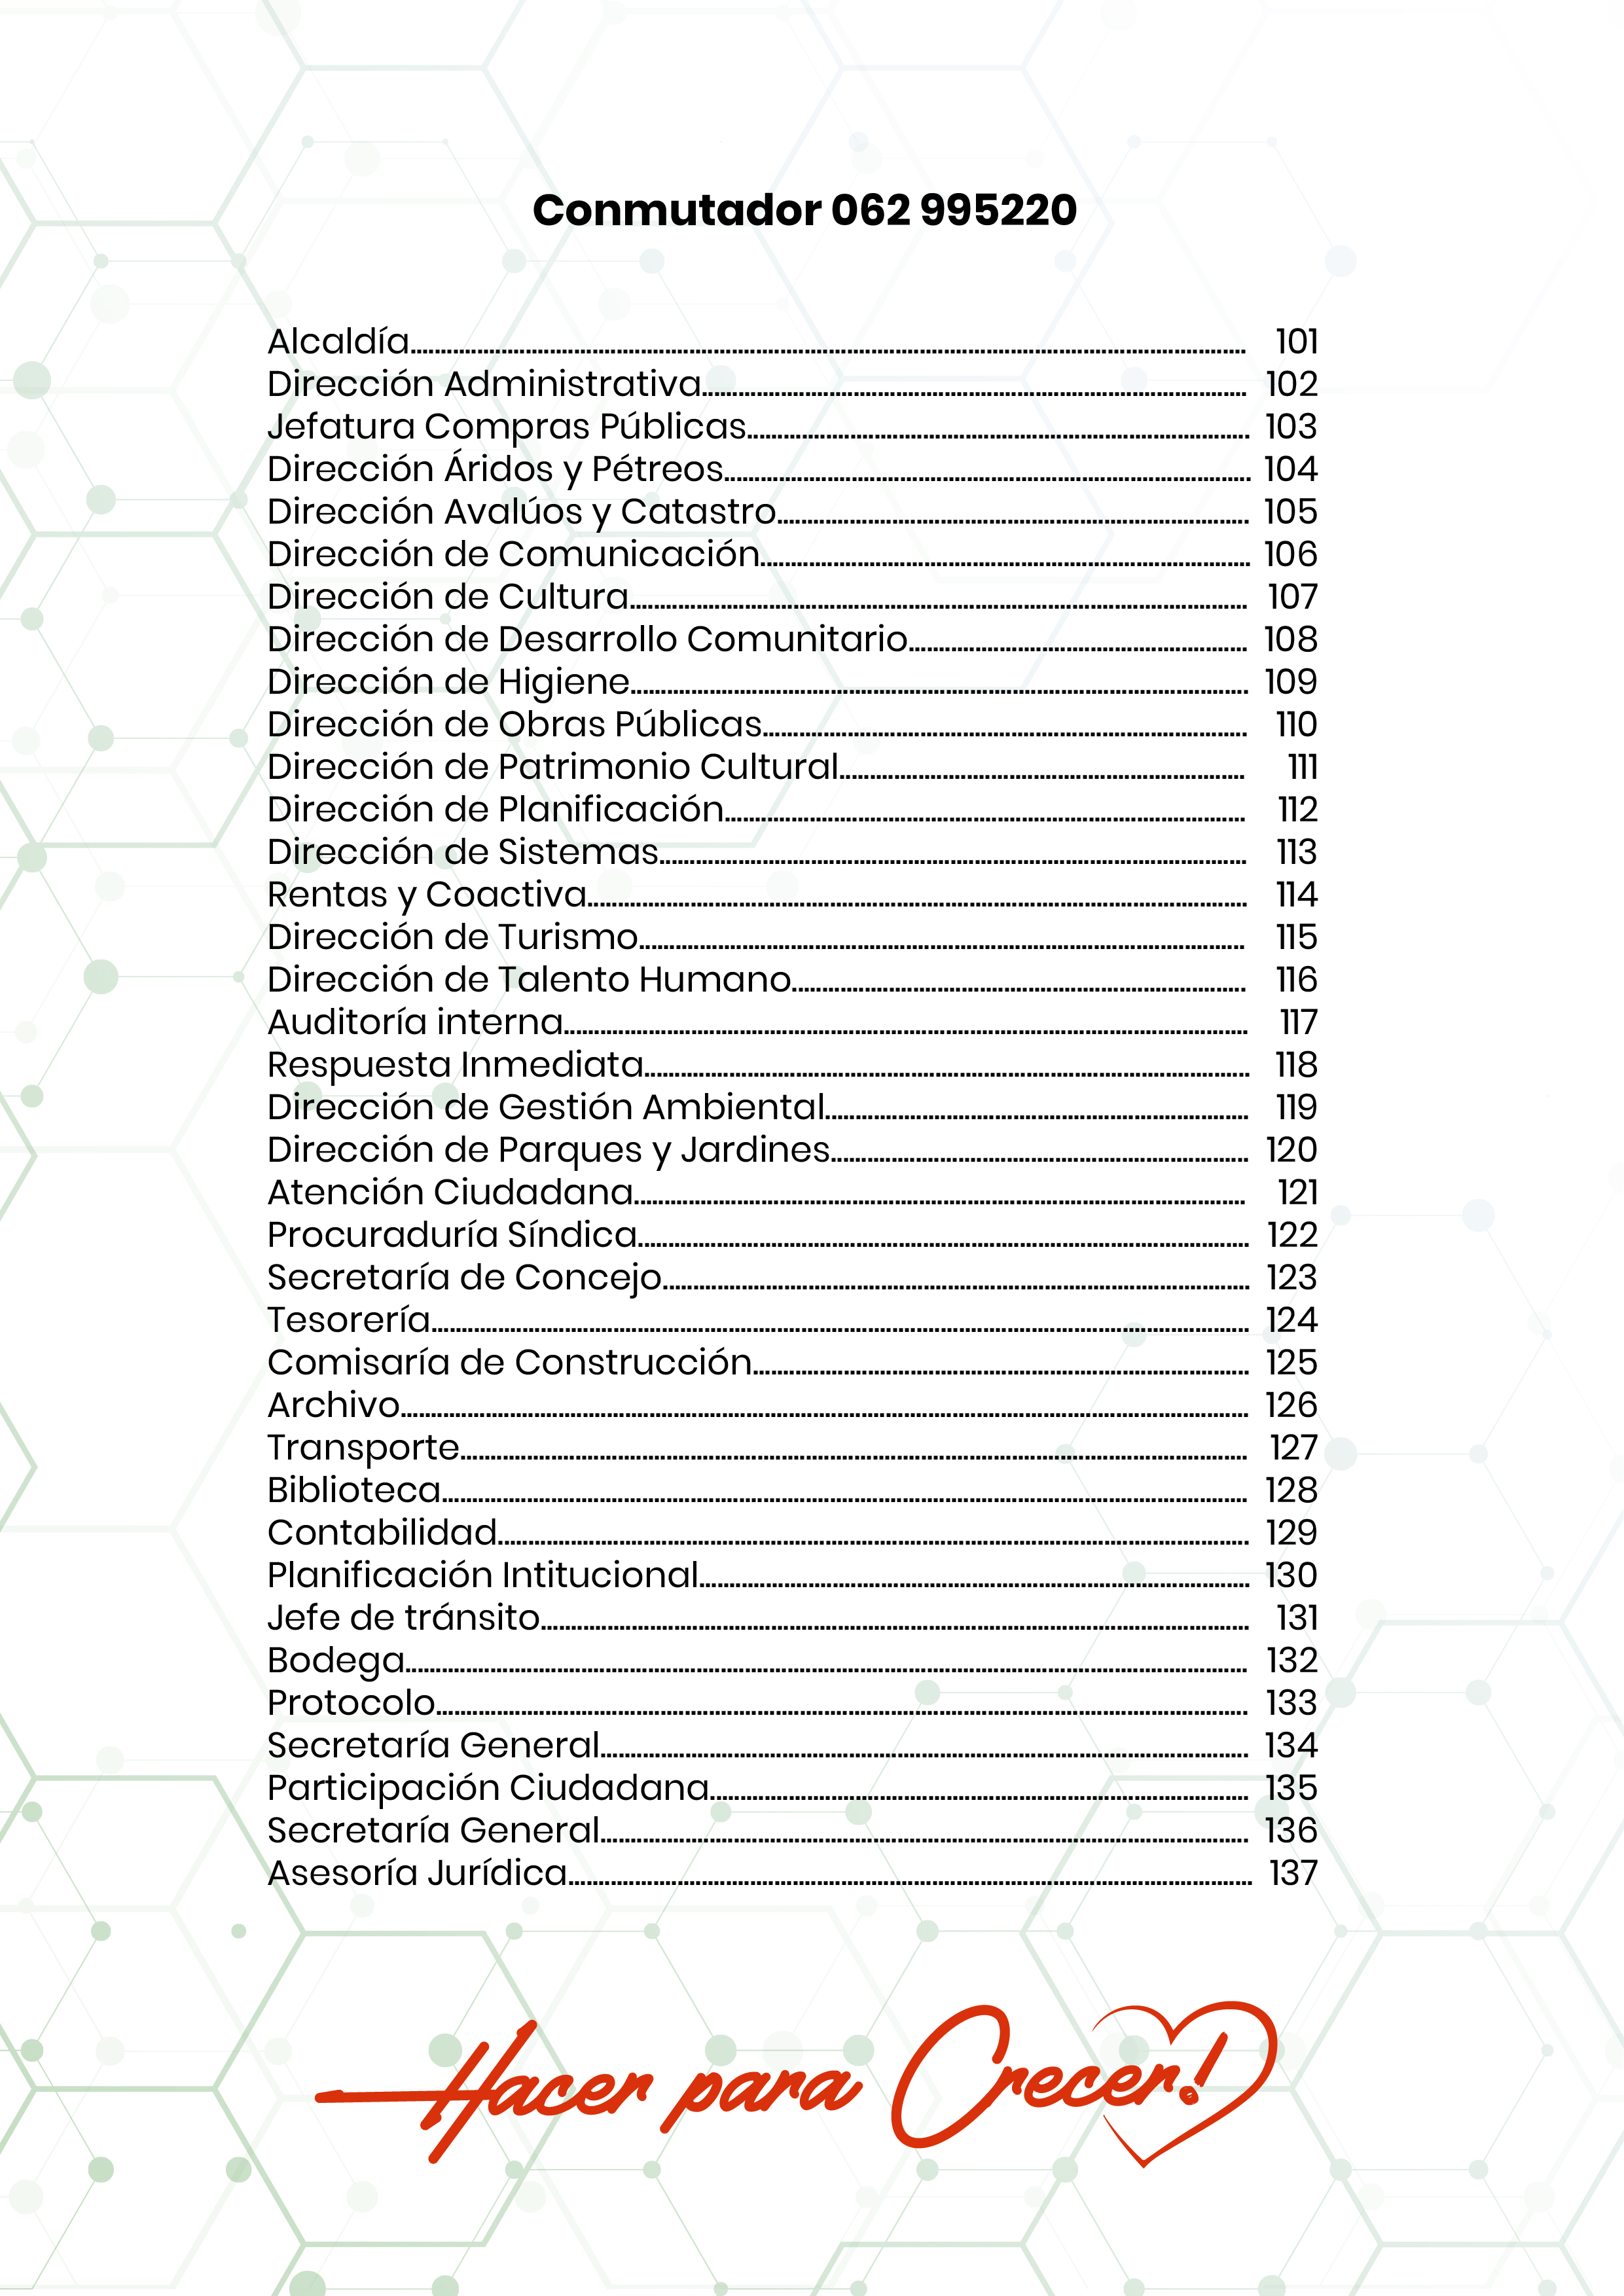 Conmutador 062 995220
Alcaldía 101
Dirección Administrativa 102
Jefatura Compras Públicas 103
Dirección Áridos y Pétreos 104
Dirección Avalúos y Catastro 105
Dirección de Comunicación 106
Dirección de Cultura 107
Dirección de Desarrollo Comunitario 108
Dirección de Higiene 109
Dirección de Obras Públicas 110
Dirección de Patrimonio Cultural 111
Dirección de Planificación 112
Dirección de Sistemas 113
Rentas y Coactiva 114
Dirección de Turismo 115
Dirección de Talento Humano 116
Auditoría interna 117
Respuesta Inmediata 118
Dirección de Gestión Ambiental 119
Dirección de Parques y Jardines 120
Atención Ciudadana 121
Procuraduría Síndica 122
Secretaría de Concejo 123
Tesorería 124
Comisaría de Construcción 125
Archivo 126
Transporte 127
Biblioteca 128
Contabilidad 129
Planificación Intitucional 130
Jefe de tránsito 131
Bodega 132
Protocolo 133
Secretaría General 134
Participación Ciudadana 135
Secretaría General 136
Asesoría Jurídica 137
Hacer para Crecer!